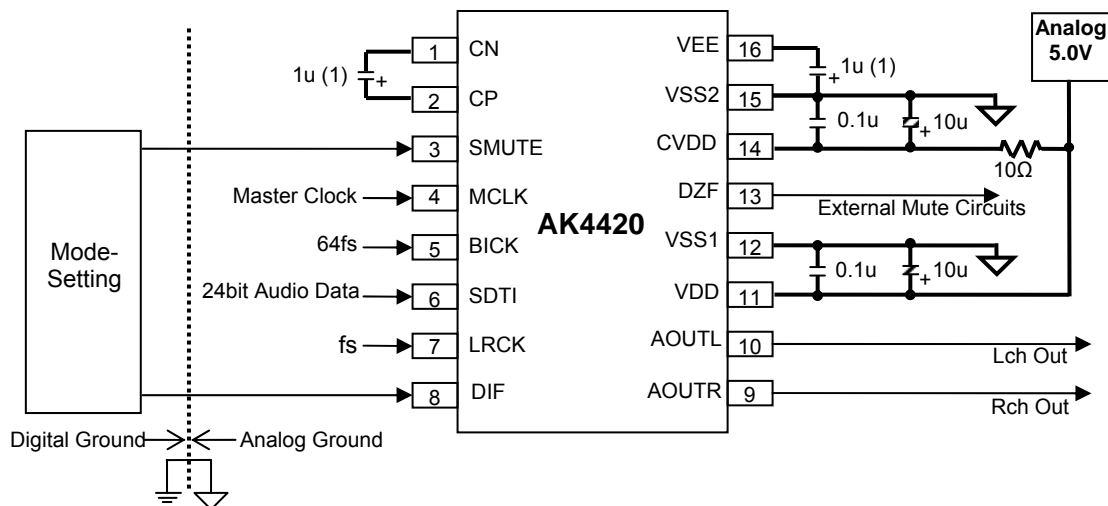 Analog
5.0V
1 CN
VEE 16
1u (1) +
+ 1u (1)
2 CP
VSS2 15
0.1u
+ 10u
3 SMUTE
CVDD 14
10Ω
Master Clock
4 MCLK
DZF 13
External Mute Circuits
AK4420
Mode-
Setting
64fs
5 BICK
VSS1 12
0.1u
+ 10u
24bit Audio Data
6 SDTI
VDD 11
fs
7 LRCK
AOUTL 10
Lch Out
8 DIF
AOUTR 9
Rch Out
Digital Ground
Analog Ground